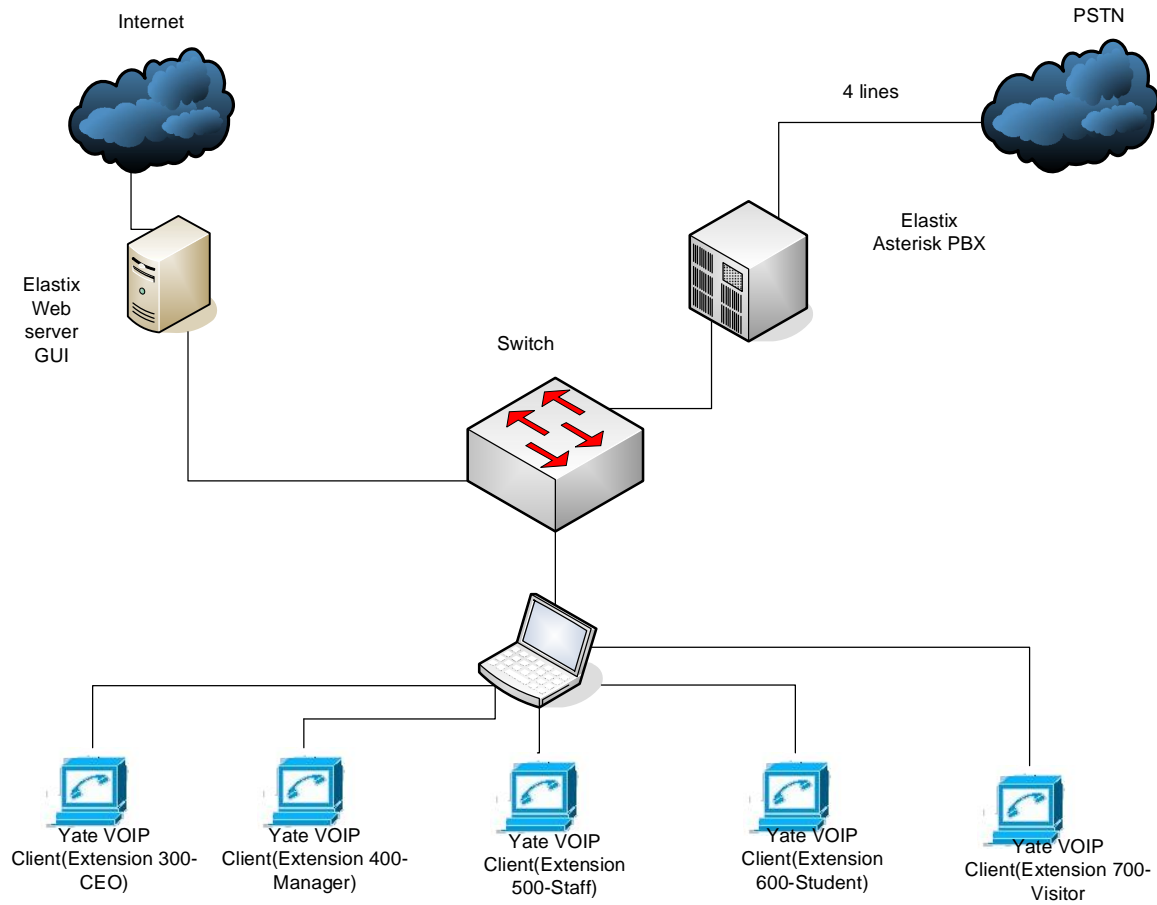 Internet
PSTN
4 lines
Elastix
Asterisk PBX
Elastix
Web
server
GUI
Switch
Yate VOIP
Client(Extension 300-
CEO)
Yate VOIP
Client(Extension 400-
Manager)
Yate VOIP
Client(Extension
500-Staff)
Yate VOIP
Client(Extension
600-Student)
Yate VOIP
Client(Extension 700-
Visitor